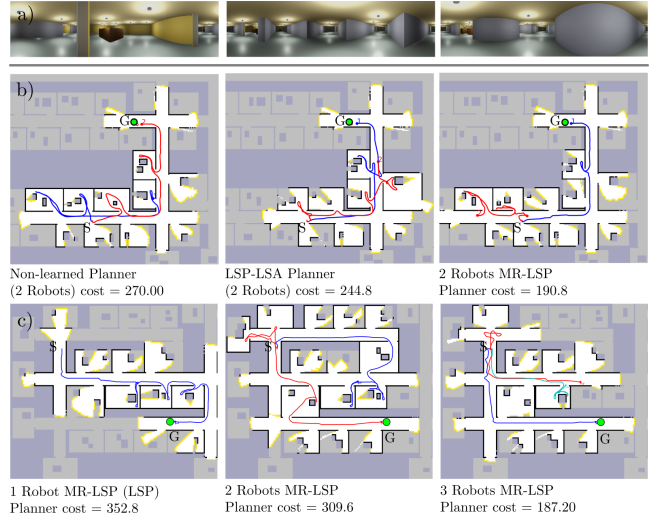 a)
b)
G
S
G
S
G
S
Non-learned Planner
(2 Robots) cost = 270.00
LSP-LSA Planner
(2 Robots) cost = 244.8
2 Robots MR-LSP
Planner cost = 190.8
c)
S
G
S
G
S
G
1 Robot MR-LSP (LSP)
Planner cost = 352.8
2 Robots MR-LSP
Planner cost = 309.6
3 Robots MR-LSP
Planner cost = 187.20